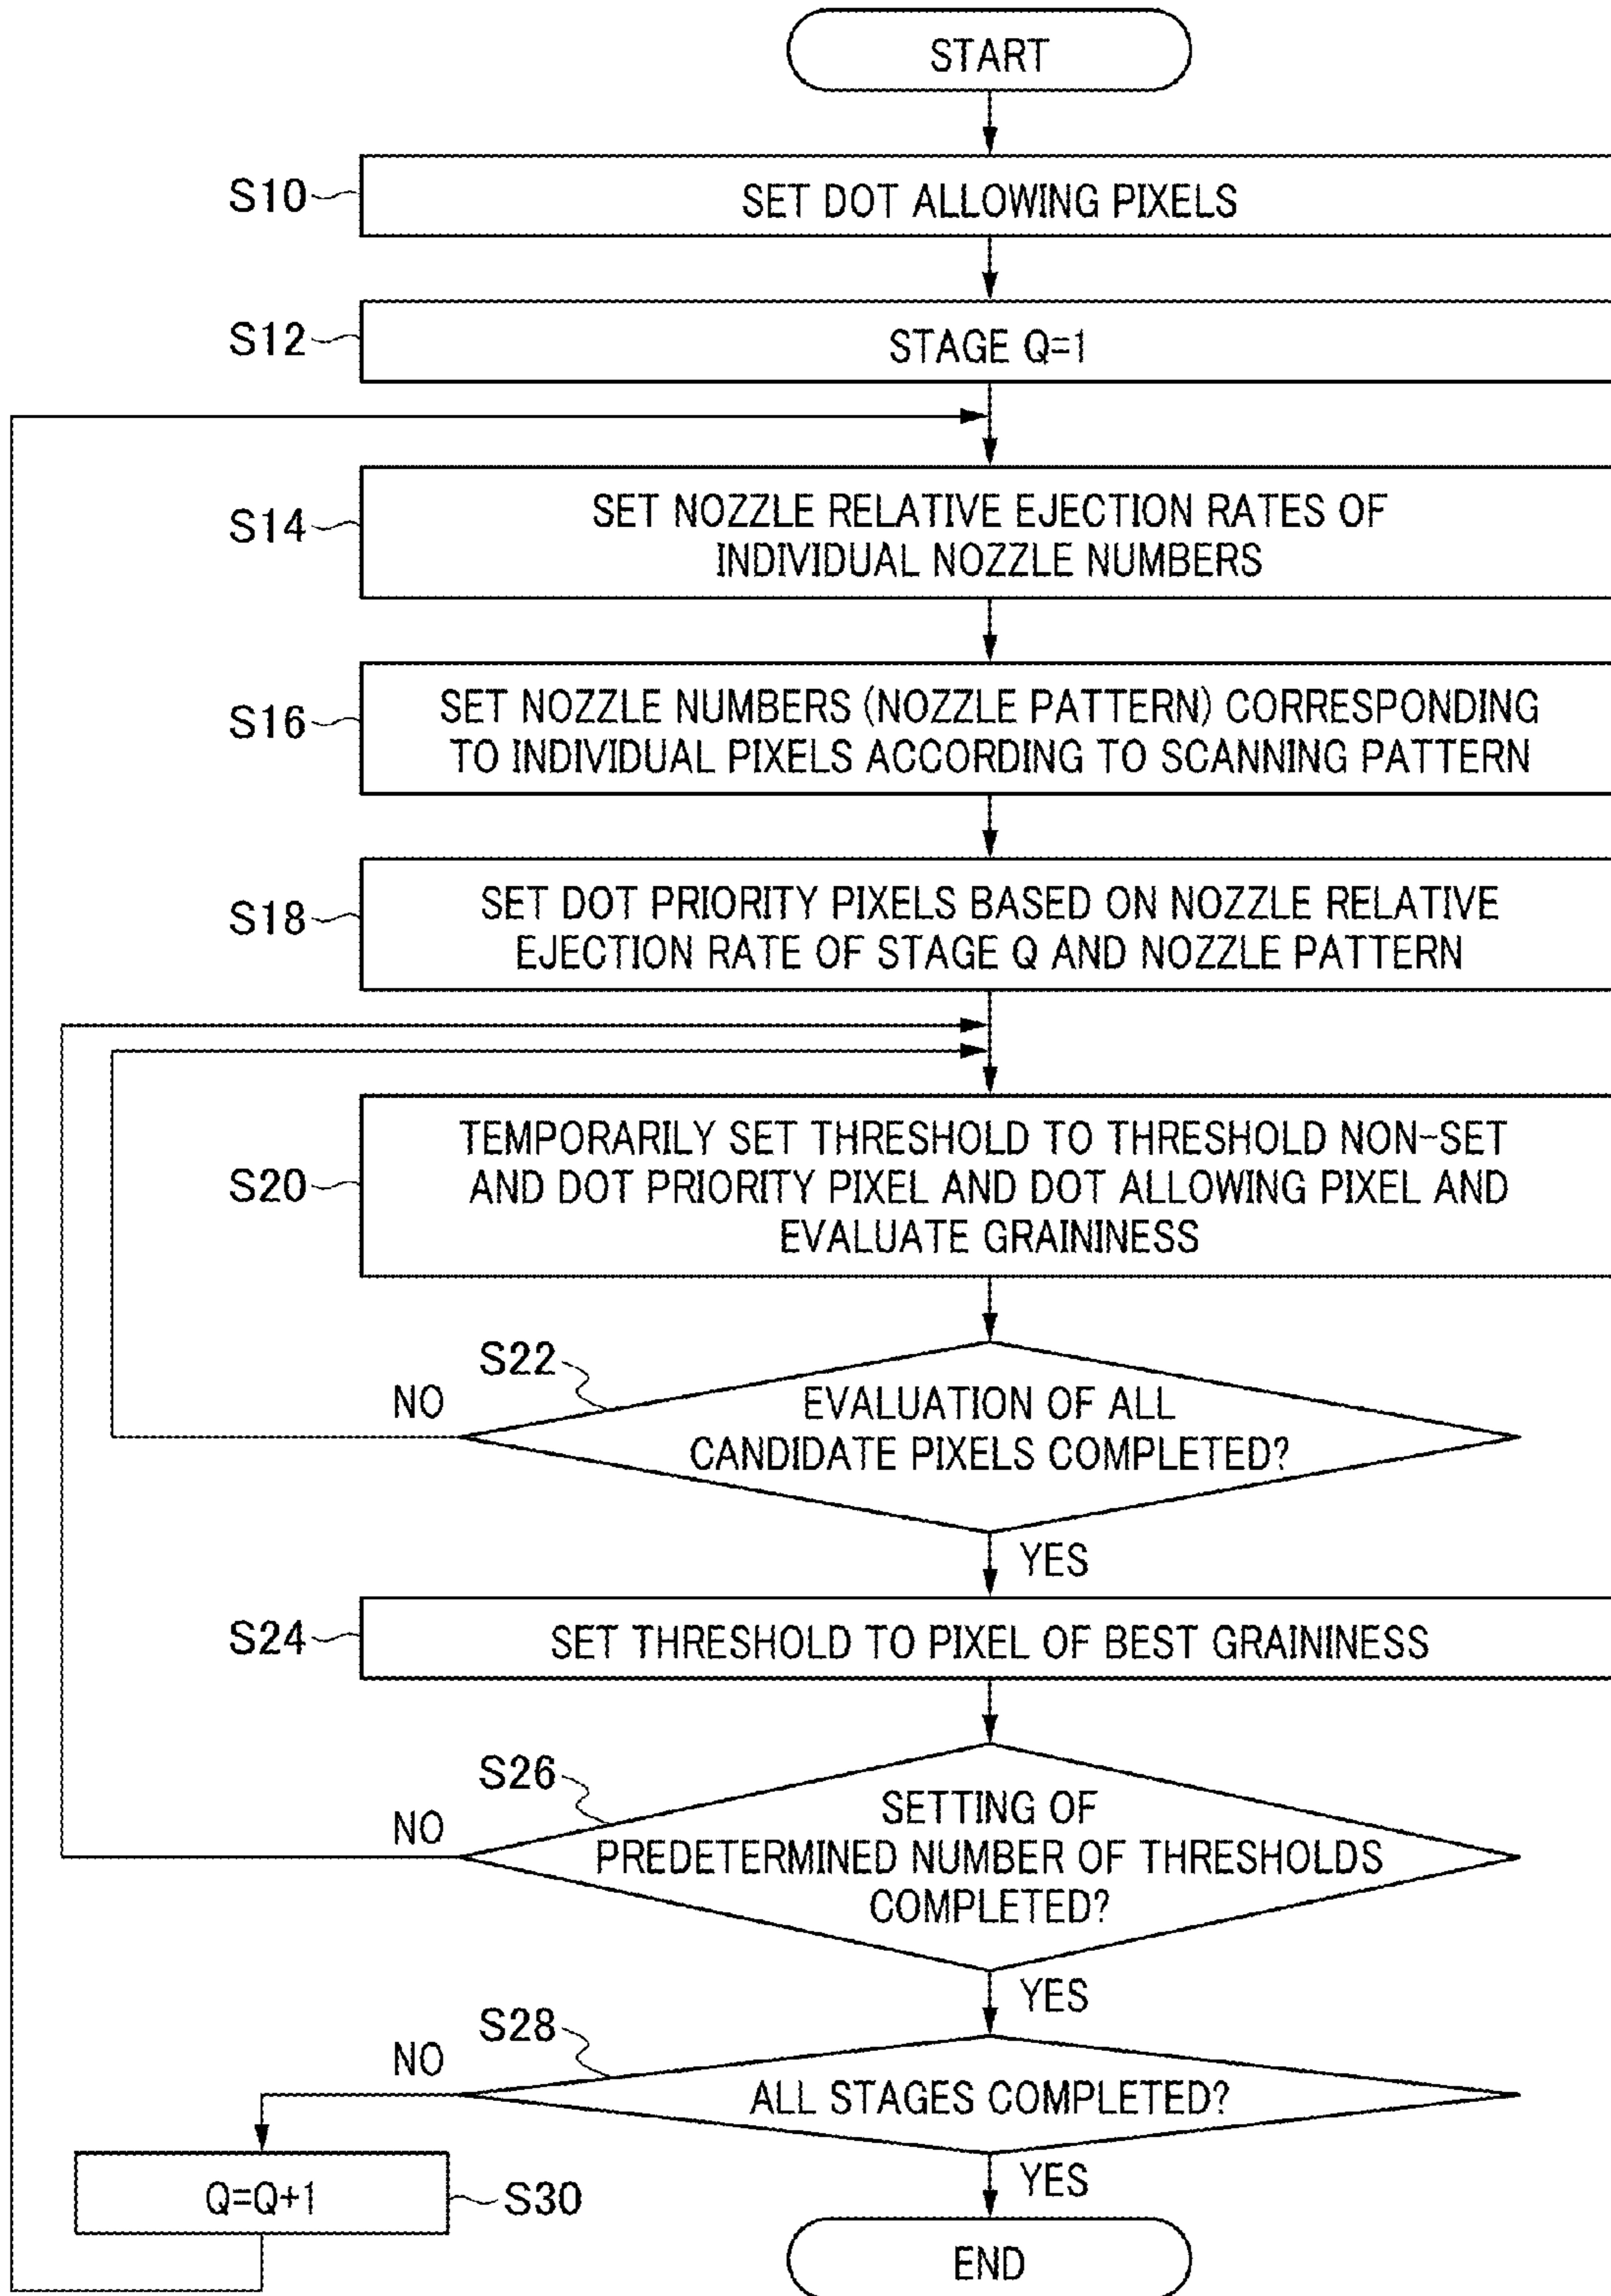 START
S10
SET DOT ALLOWING PIXELS
S12
STAGE Q=1
S14
SET NOZZLE RELATIVE EJECTION RATES OF
INDIVIDUAL NOZZLE NUMBERS
S16
SET NOZZLE NUMBERS (NOZZLE PATTERN) CORRESPONDING
TO INDIVIDUAL PIXELS ACCORDING TO SCANNING PATTERN
S18
SET DOT PRIORITY PIXELS BASED ON NOZZLE RELATIVE
EJECTION RATE OF STAGE Q AND NOZZLE PATTERN
S20
TEMPORARILY SET THRESHOLD TO THRESHOLD NON-SET
AND DOT PRIORITY PIXEL AND DOT ALLOWING PIXEL AND
EVALUATE GRAININESS
S22
NO
EVALUATION OF ALL
CANDIDATE PIXELS COMPLETED?
YES
S24
SET THRESHOLD TO PIXEL OF BEST GRAININESS
S26
NO
SETTING OF
PREDETERMINED NUMBER OF THRESHOLDS
COMPLETED?
YES
S28
NO
ALL STAGES COMPLETED?
YES
Q=Q+1
S30
END